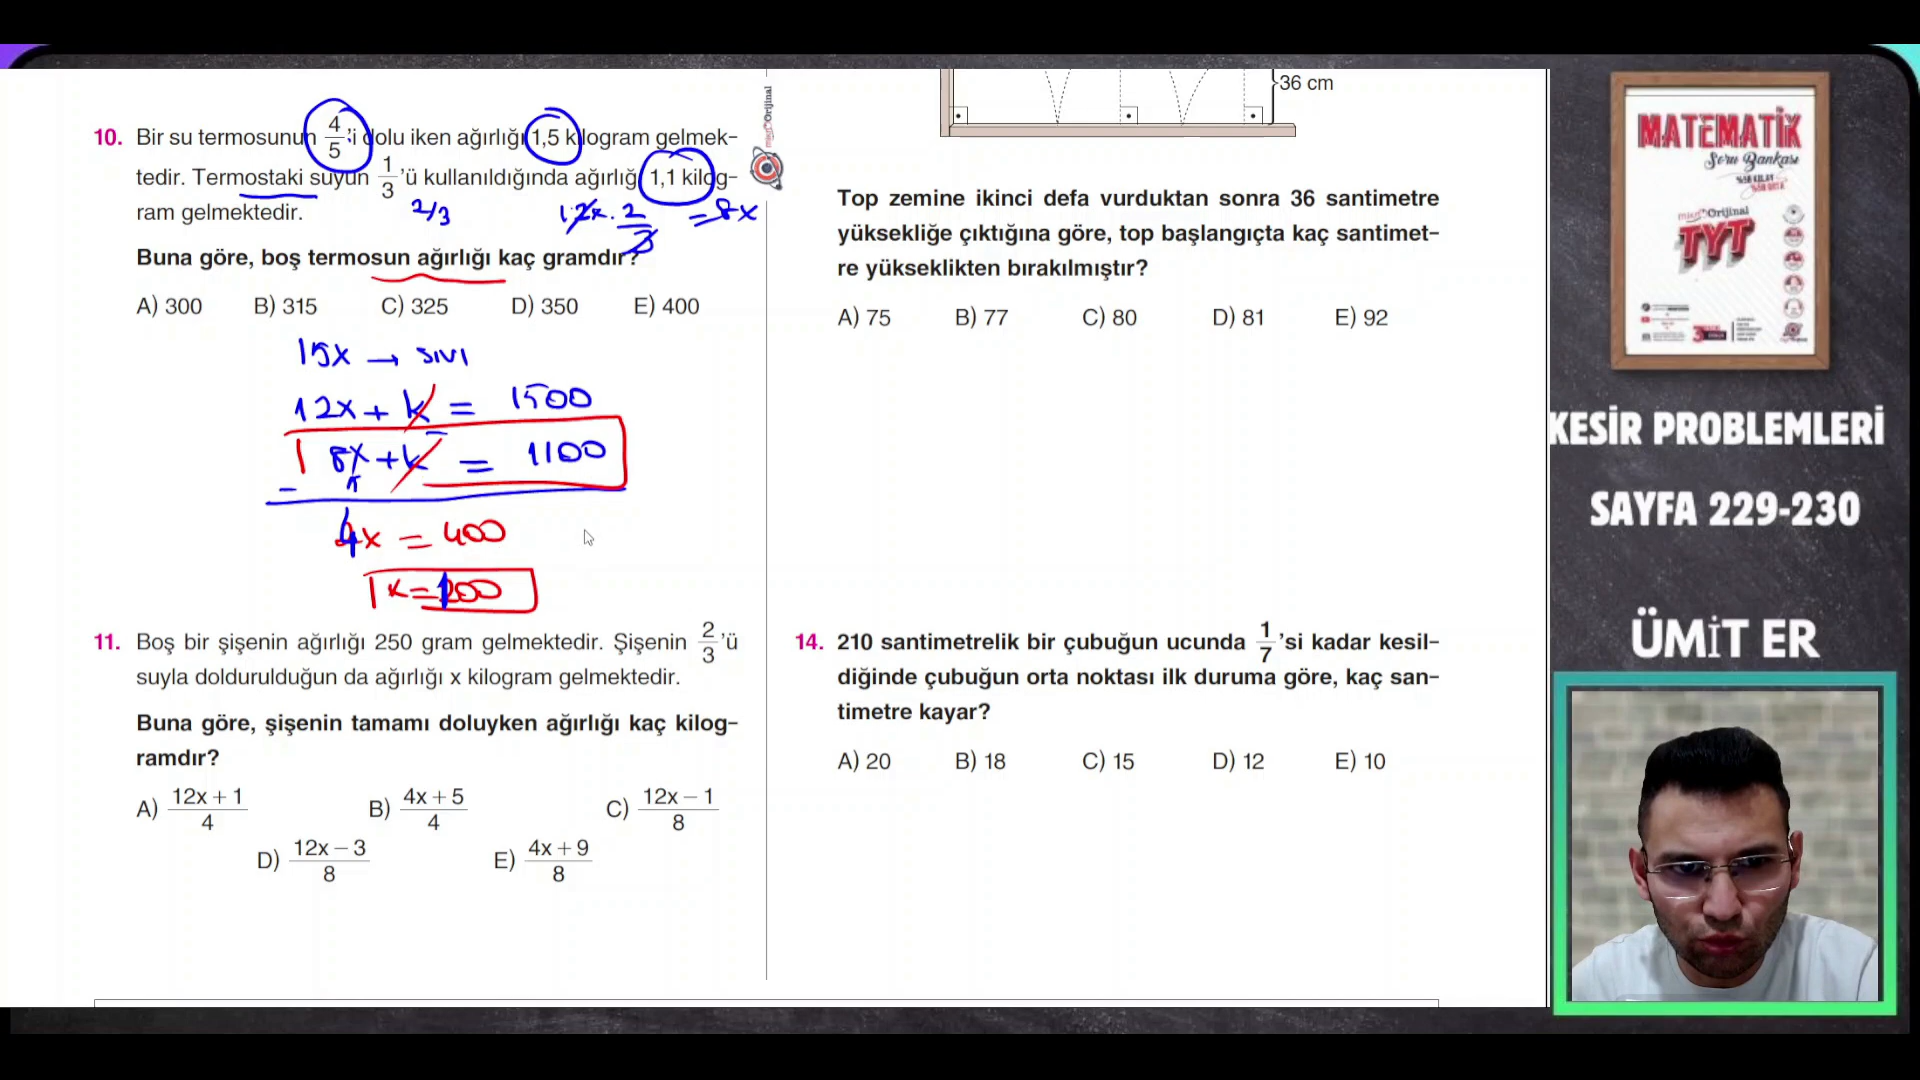 10. Bir su termosunun 4/5 'i dolu iken ağırlığı 1,5 kilogram gelmek-
tedir. Termostaki suyun 1/3 'ü kullanıldığında ağırlığı 1,1 kilog-
ram gelmektedir.
2/3
12x . 2/3 = 8x
Buna göre, boş termosun ağırlığı kaç gramdır?
A) 300 B) 315 C) 325 D) 350 E) 400
15x → sıvı
12x + k = 1500
8x + k = 1100
-
4x = 400
x = 100
11. Boş bir şişenin ağırlığı 250 gram gelmektedir. Şişenin 2/3 'ü
suyla doldurulduğun da ağırlığı x kilogram gelmektedir.
Buna göre, şişenin tamamı doluyken ağırlığı kaç kilog-
ramdır?
A) 12x + 1/4 B) 4x + 5/4 C) 12x – 1/8
D) 12x – 3/8 E) 4x + 9/8
Orijinal
36 cm
Top zemine ikinci defa vurduktan sonra 36 santimetre
yüksekliğe çıktığına göre, top başlangıçta kaç santimet-
re yükseklikten bırakılmıştır?
A) 75 B) 77 C) 80 D) 81 E) 92
14. 210 santimetrelik bir çubuğun ucunda 1/7 'si kadar kesil-
diğinde çubuğun orta noktası ilk duruma göre, kaç san-
timetre kayar?
A) 20 B) 18 C) 15 D) 12 E) 10
MATEMATİK
Soru Bankası
Orijinal
TYT
KESİR PROBLEMLERİ
SAYFA 229-230
ÜMİT ER